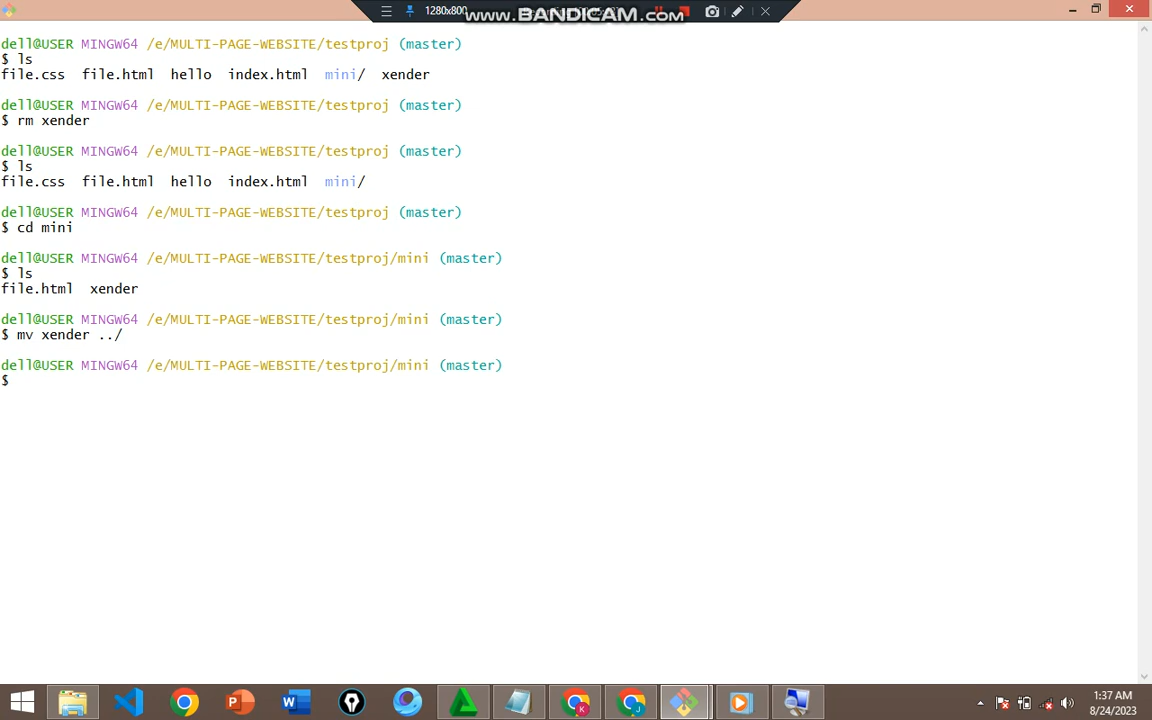 1280x800
www.BANDICAM.com
dell@USER MINGW64 /e/MULTI-PAGE-WEBSITE/testproj (master)
$ ls
file.css  file.html  hello  index.html  mini/  xender
dell@USER MINGW64 /e/MULTI-PAGE-WEBSITE/testproj (master)
$ rm xender
dell@USER MINGW64 /e/MULTI-PAGE-WEBSITE/testproj (master)
$ ls
file.css  file.html  hello  index.html  mini/
dell@USER MINGW64 /e/MULTI-PAGE-WEBSITE/testproj (master)
$ cd mini
dell@USER MINGW64 /e/MULTI-PAGE-WEBSITE/testproj/mini (master)
$ ls
file.html  xender
dell@USER MINGW64 /e/MULTI-PAGE-WEBSITE/testproj/mini (master)
$ mv xender ../
dell@USER MINGW64 /e/MULTI-PAGE-WEBSITE/testproj/mini (master)
$
1:37 AM
8/24/2023